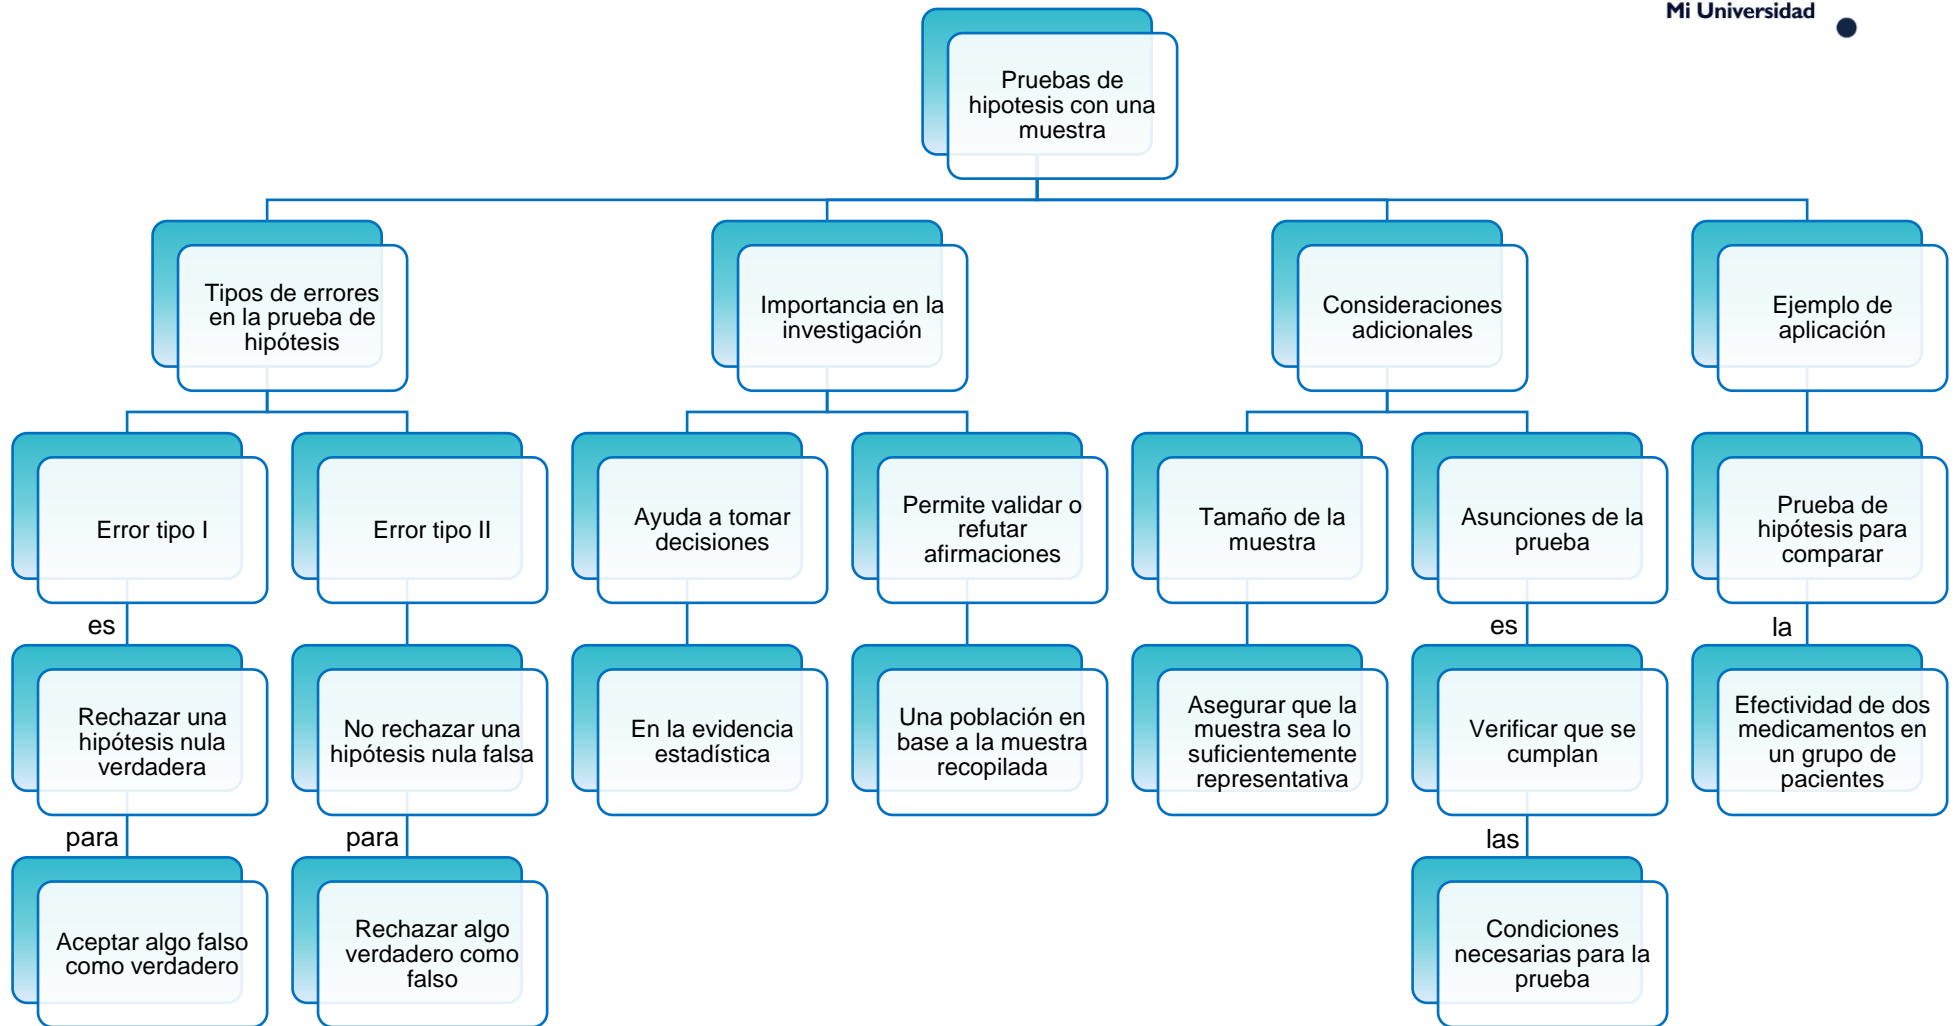 Mi Universidad
Pruebas de
hipotesis con una
muestra
Tipos de errores
en la prueba de
hipótesis
Importancia en la
investigación
Consideraciones
adicionales
Ejemplo de
aplicación
Error tipo I
Error tipo II
Ayuda a tomar
decisiones
Permite validar o
refutar
afirmaciones
Tamaño de la
muestra
Asunciones de la
prueba
Prueba de
hipótesis para
comparar
es
es
la
Rechazar una
hipótesis nula
verdadera
No rechazar una
hipótesis nula falsa
En la evidencia
estadística
Una población en
base a la muestra
recopilada
Asegurar que la
muestra sea lo
suficientemente
representativa
Verificar que se
cumplan
Efectividad de dos
medicamentos en
un grupo de
pacientes
para
para
las
Aceptar algo falso
como verdadero
Rechazar algo
verdadero como
falso
Condiciones
necesarias para la
prueba